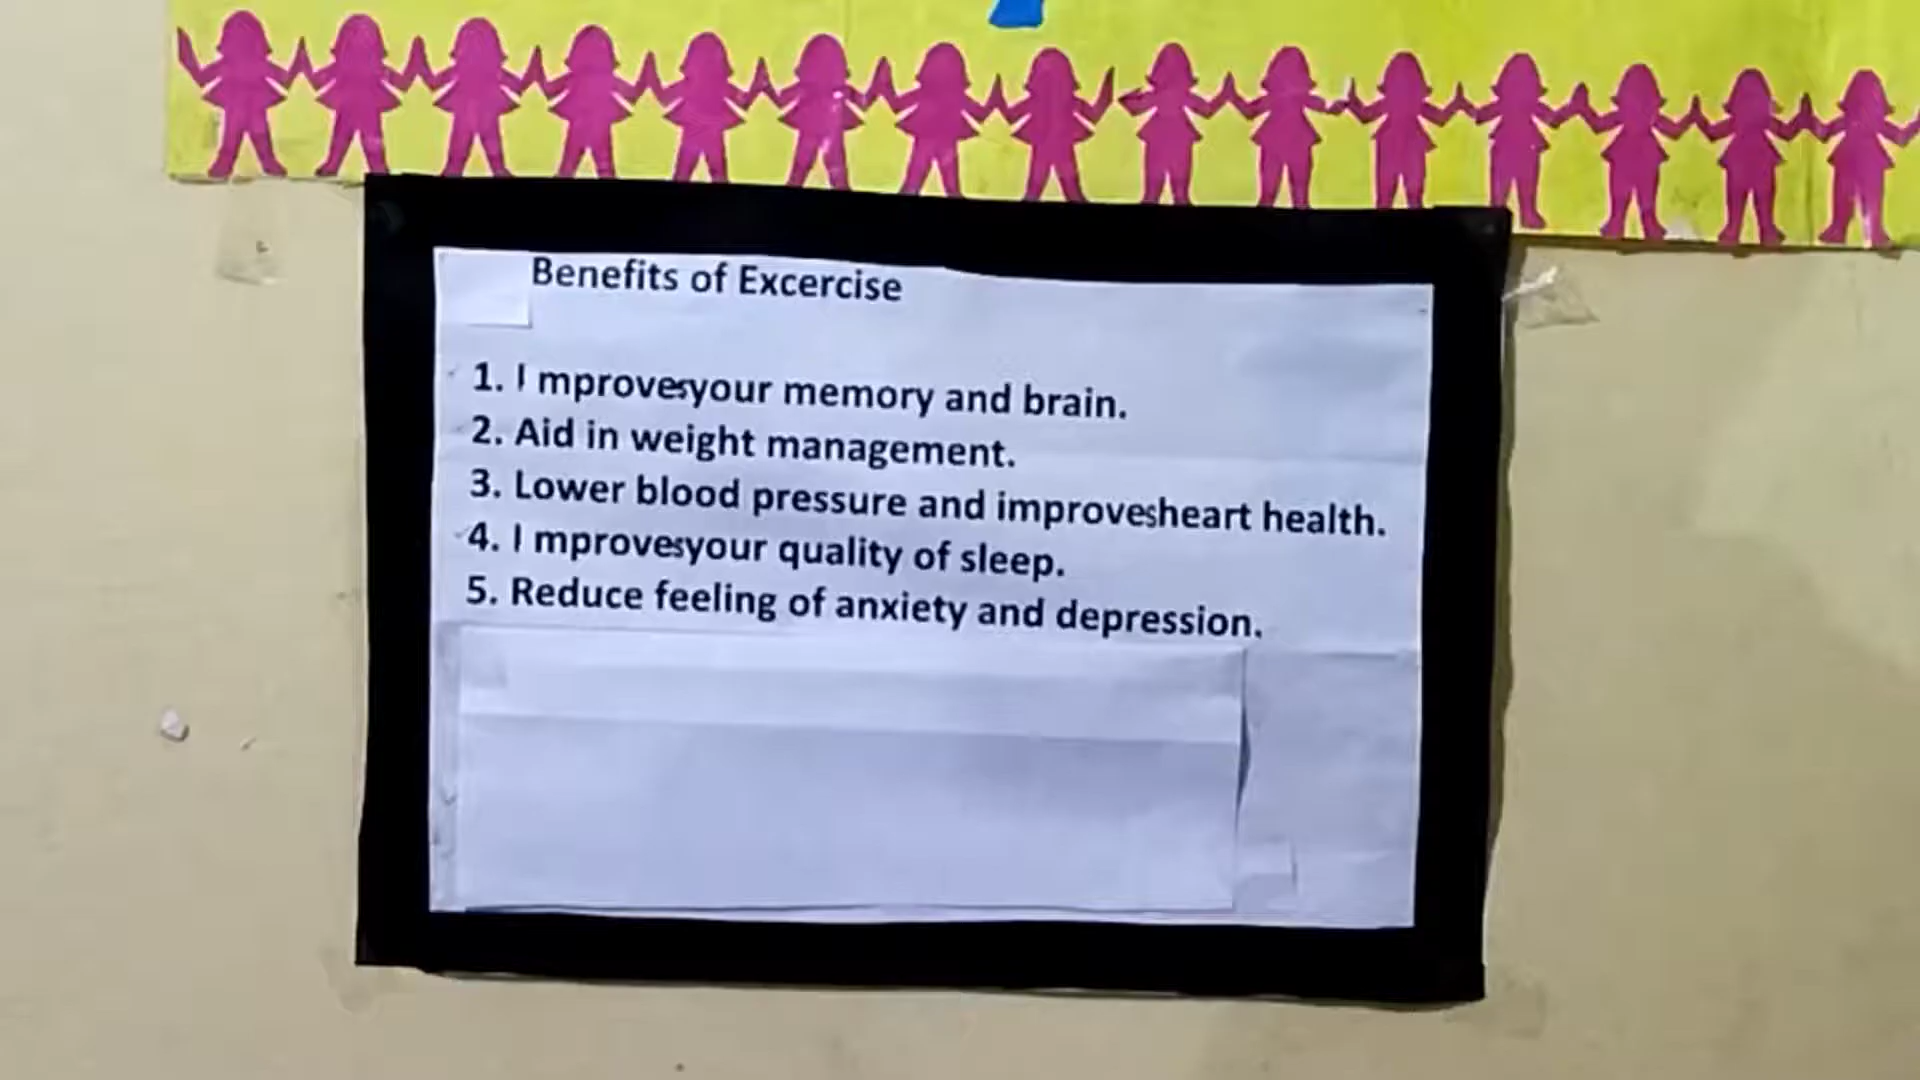 Benefits of Excercise
1. I mprovesyour memory and brain.
2. Aid in weight management.
3. Lower blood pressure and improvesheart health.
4. I mprovesyour quality of sleep.
5. Reduce feeling of anxiety and depression.